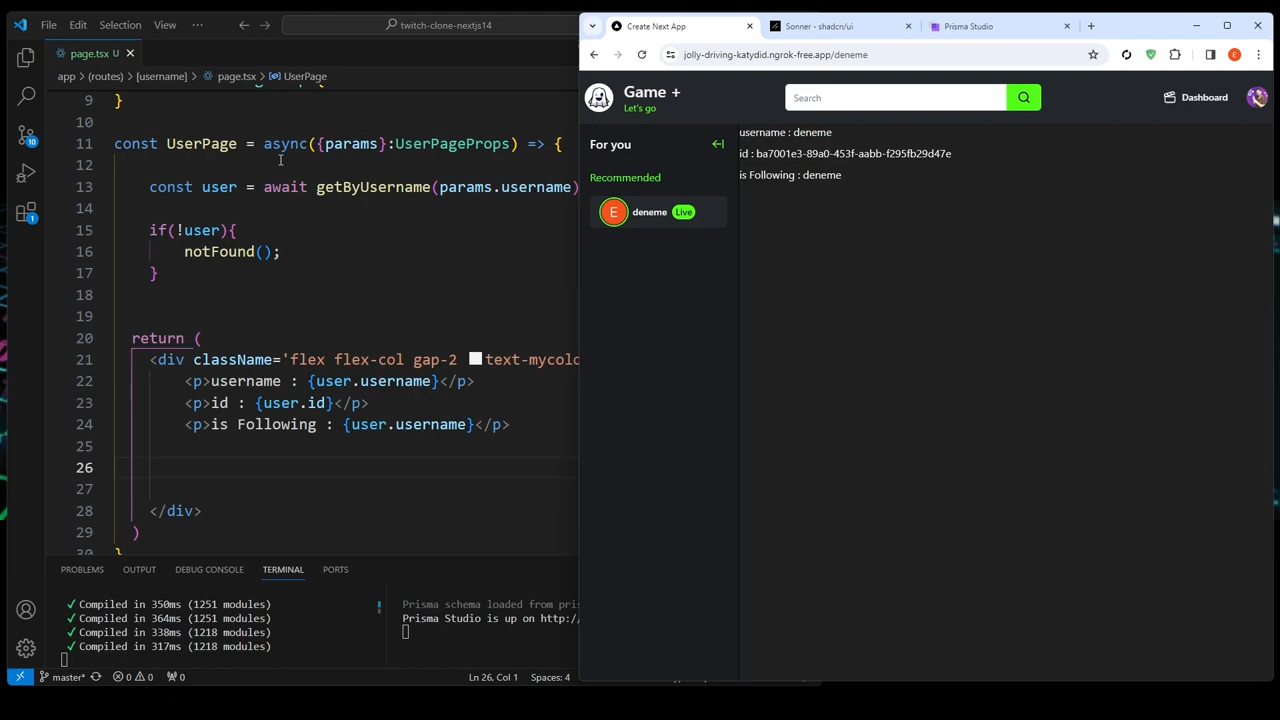 File Edit Selection View ··· twitch-clone-nextjs14
page.tsx U
app > (routes) > [username] > page.tsx > UserPage
9 }
10
11 const UserPage = async({params}:UserPageProps) => {
12
13 const user = await getByUsername(params.username)
14
15 if(!user){
16 notFound();
17 }
18
19
20 return (
21 <div className='flex flex-col gap-2 text-mycolo
22 <p>username : {user.username}</p>
23 <p>id : {user.id}</p>
24 <p>is Following : {user.username}</p>
25
26
27
28 </div>
29 )
30 }
PROBLEMS OUTPUT DEBUG CONSOLE TERMINAL PORTS
✓ Compiled in 350ms (1251 modules)
✓ Compiled in 364ms (1251 modules)
✓ Compiled in 338ms (1218 modules)
✓ Compiled in 317ms (1218 modules)
Prisma schema loaded from pris
Prisma Studio is up on http:/
10
1
master* 0 0 0 Ln 26, Col 1 Spaces: 4
Create Next App
Sonner - shadcn/ui
Prisma Studio
jolly-driving-katydid.ngrok-free.app/deneme
E
Game +
Let's go
Search
Dashboard
For you
Recommended
E deneme Live
username : deneme
id : ba7001e3-89a0-453f-aabb-f295fb29d47e
is Following : deneme